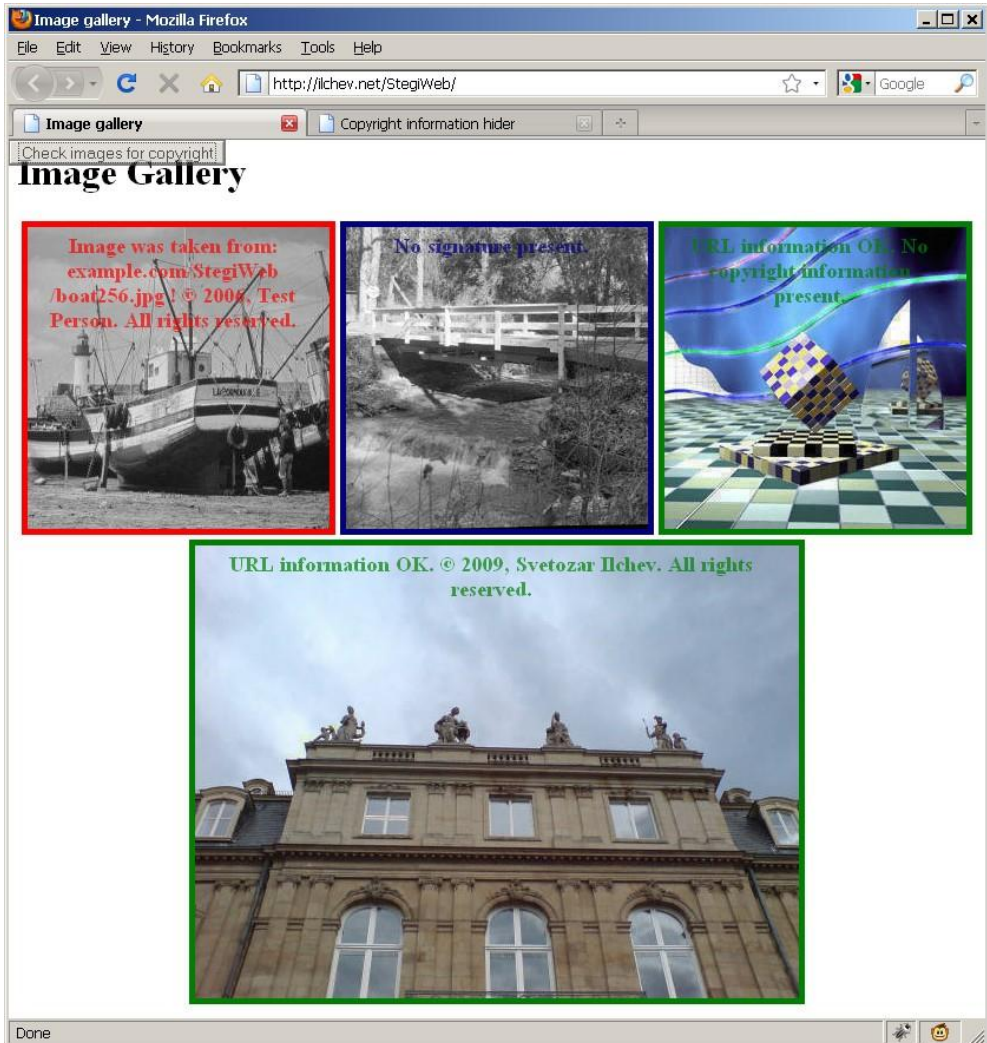 Image gallery - Mozilla Firefox
File Edit View History Bookmarks Tools Help
http://ilchev.net/StegiWeb/
Google
Image gallery
Copyright information hider
Check images for copyright
Image Gallery
Image was taken from:
example.com/StegiWeb
/boat256.jpg ! © 2006, Test
Person. All rights reserved.
No signature present.
URL information OK. No
copyright information
present.
URL information OK. © 2009, Svetozar Ilchev. All rights
reserved.
Done